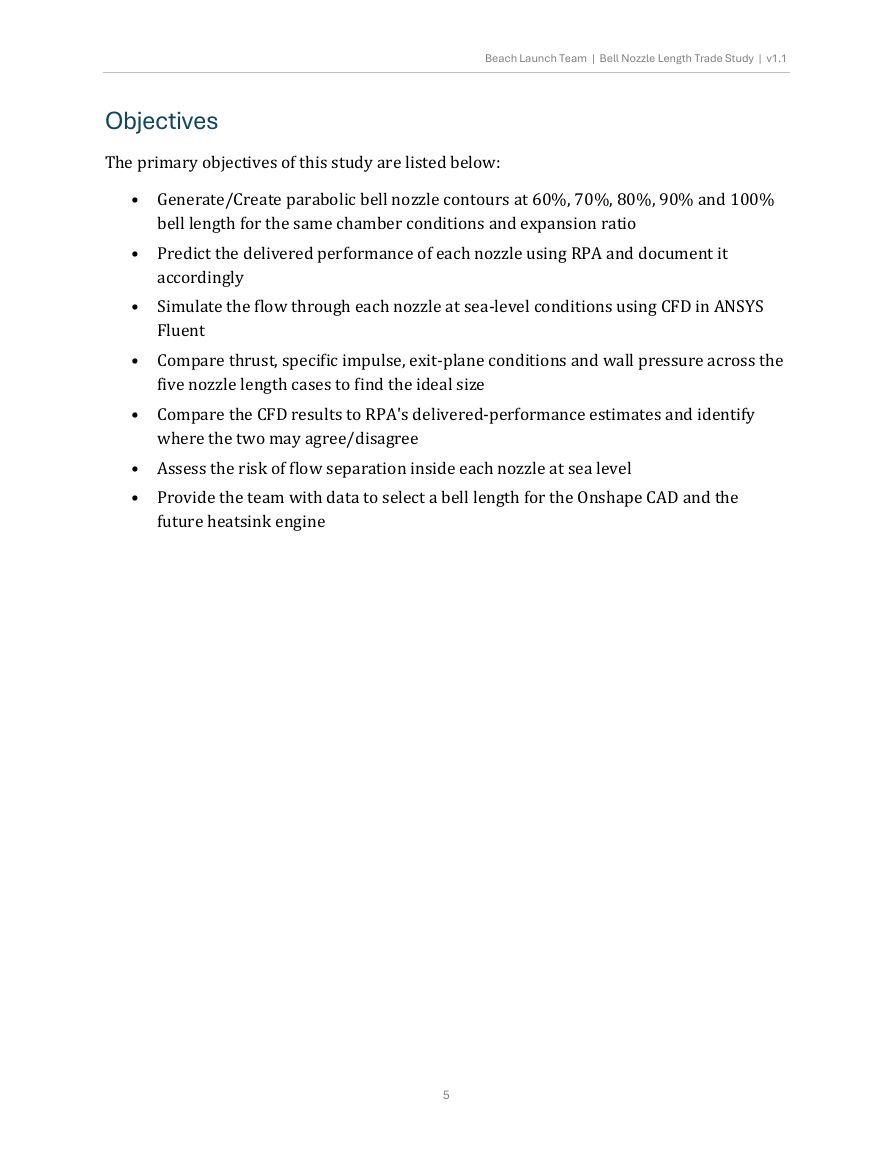 Beach Launch Team | Bell Nozzle Length Trade Study | v1.1
Objectives
The primary objectives of this study are listed below:
• Generate/Create parabolic bell nozzle contours at 60%, 70%, 80%, 90% and 100%
bell length for the same chamber conditions and expansion ratio
• Predict the delivered performance of each nozzle using RPA and document it
accordingly
• Simulate the flow through each nozzle at sea-level conditions using CFD in ANSYS
Fluent
• Compare thrust, specific impulse, exit-plane conditions and wall pressure across the
five nozzle length cases to find the ideal size
• Compare the CFD results to RPA's delivered-performance estimates and identify
where the two may agree/disagree
• Assess the risk of flow separation inside each nozzle at sea level
• Provide the team with data to select a bell length for the Onshape CAD and the
future heatsink engine
5